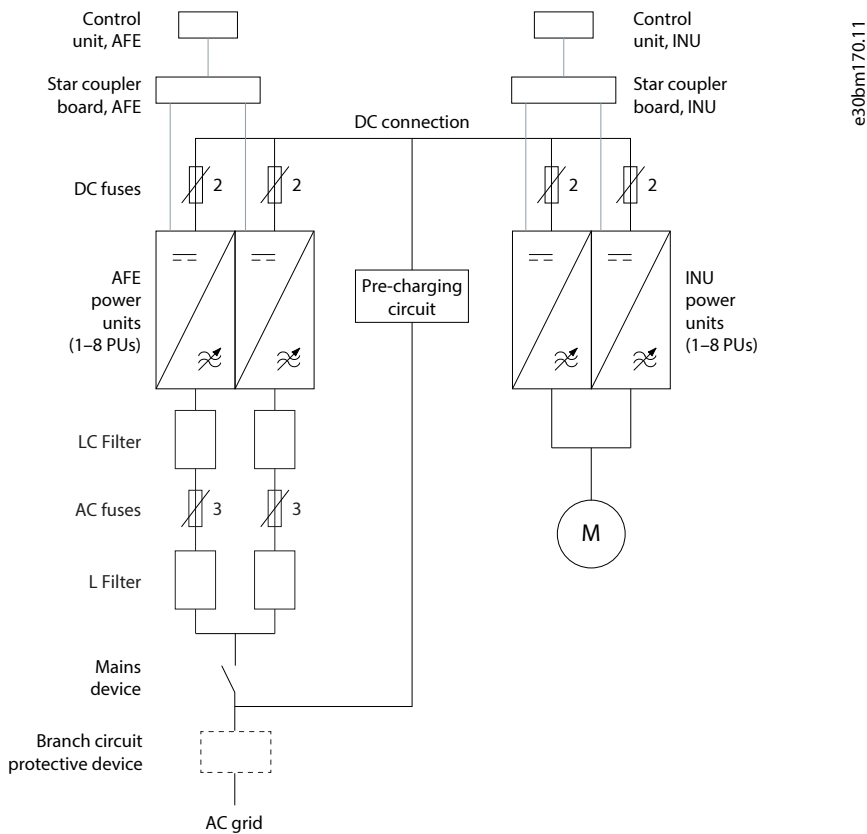 Control
unit, AFE
Control
unit, INU
e30bm170.11
Star coupler
board, AFE
Star coupler
board, INU
DC connection
DC fuses
2
2
2
2
AFE
power
units
(1–8 PUs)
Pre-charging
circuit
INU
power
units
(1–8 PUs)
LC Filter
AC fuses
3
3
M
L Filter
Mains
device
Branch circuit
protective device
AC grid